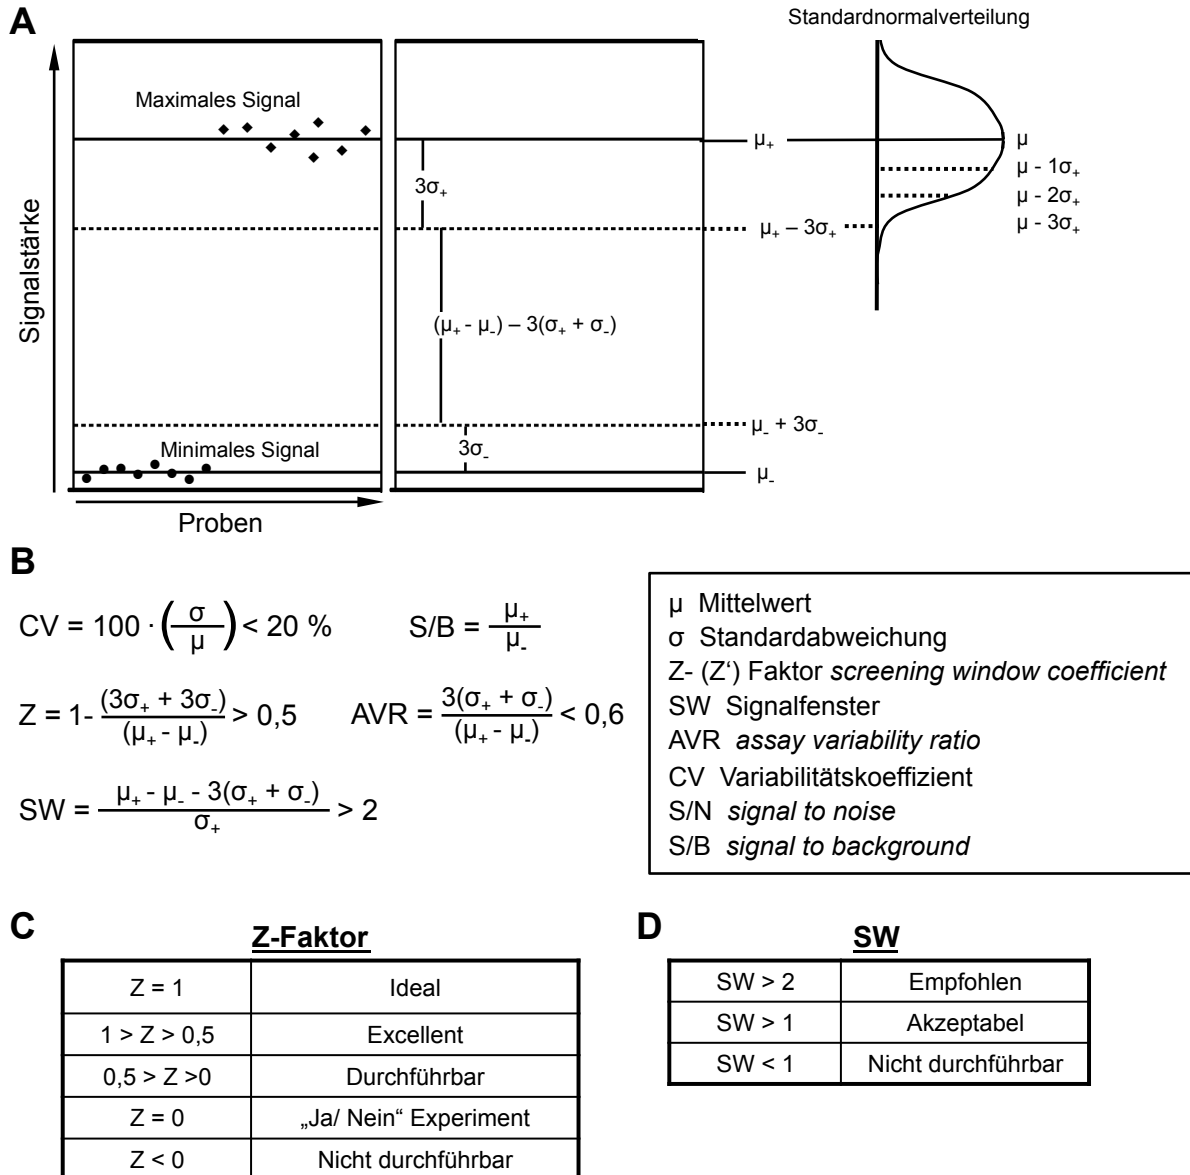 A
Standardnormalverteilung
Maximales Signal
Signalstärke
3σ₊
μ₊
μ
μ - 1σ₊
μ - 2σ₊
μ₊ – 3σ₊
μ - 3σ₊
(μ₊ - μ₋) – 3(σ₊ + σ₋)
μ₋ + 3σ₋
Minimales Signal
3σ₋
μ₋
Proben
B
CV = 100 · (σ/μ) < 20 %
S/B = μ₊/μ₋
Z = 1- (3σ₊ + 3σ₋)/(μ₊ - μ₋) > 0,5
AVR = 3(σ₊ + σ₋)/(μ₊ - μ₋) < 0,6
SW = μ₊ - μ₋ - 3(σ₊ + σ₋)/σ₊ > 2
μ Mittelwert
σ Standardabweichung
Z- (Z‘) Faktor screening window coefficient
SW Signalfenster
AVR assay variability ratio
CV Variabilitätskoeffizient
S/N signal to noise
S/B signal to background
C
Z-Faktor
Z = 1 Ideal
1 > Z > 0,5 Excellent
0,5 > Z >0 Durchführbar
Z = 0 „Ja/ Nein“ Experiment
Z < 0 Nicht durchführbar
D
SW
SW > 2 Empfohlen
SW > 1 Akzeptabel
SW < 1 Nicht durchführbar